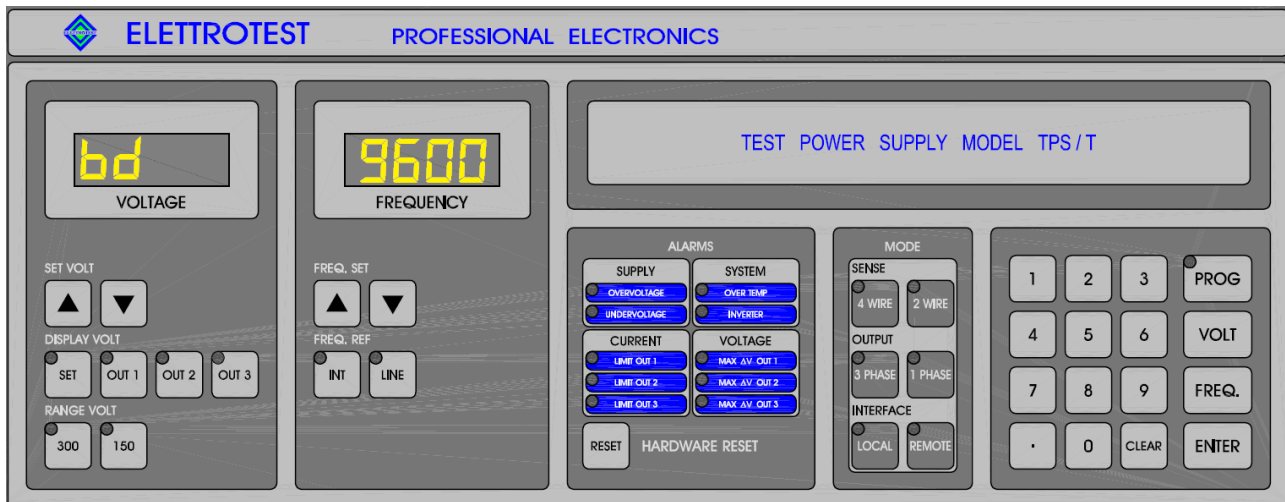 ELETTROTEST PROFESSIONAL ELECTRONICS
bd
VOLTAGE
SET VOLT
▲ ▼
DISPLAY VOLT
SET OUT 1 OUT 2 OUT 3
RANGE VOLT
300 150
9600
FREQUENCY
FREQ. SET
▲ ▼
FREQ. REF
INT LINE
TEST POWER SUPPLY MODEL TPS / T
ALARMS
SUPPLY SYSTEM
OVERVOLTAGE OVER TEMP
UNDERVOLTAGE INVERTER
CURRENT VOLTAGE
LIMIT OUT 1 MAX ΔV OUT 1
LIMIT OUT 2 MAX ΔV OUT 2
LIMIT OUT 3 MAX ΔV OUT 3
RESET HARDWARE RESET
MODE
SENSE
4 WIRE 2 WIRE
OUTPUT
3 PHASE 1 PHASE
INTERFACE
LOCAL REMOTE
1 2 3 PROG
4 5 6 VOLT
7 8 9 FREQ.
. 0 CLEAR ENTER